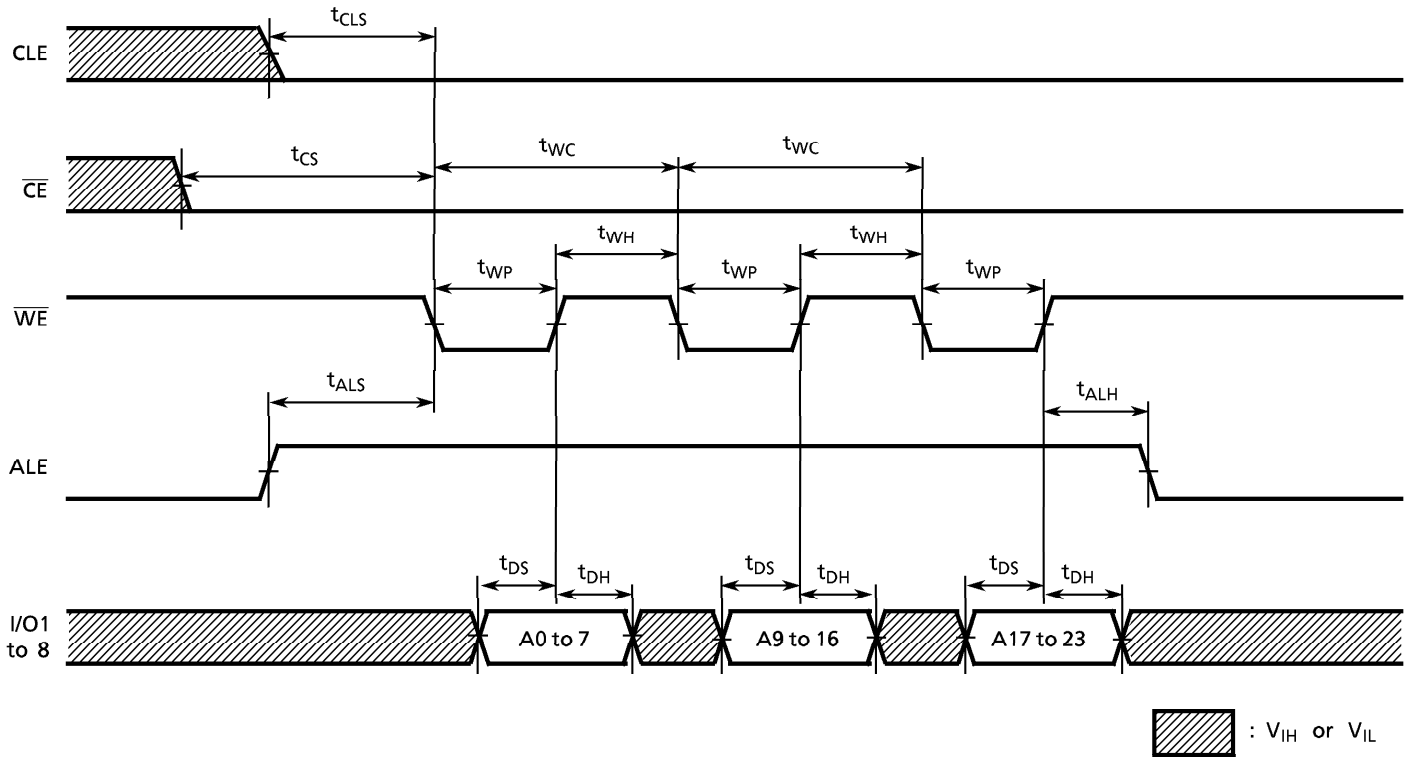 tCLS
CLE
tCS
tWC
tWC
CE
tWH
tWH
tWP
tWP
tWP
WE
tALS
tALH
ALE
tDS
tDH
tDS
tDH
tDS
tDH
I/O1
to 8
A0 to 7
A9 to 16
A17 to 23
: VIH or VIL